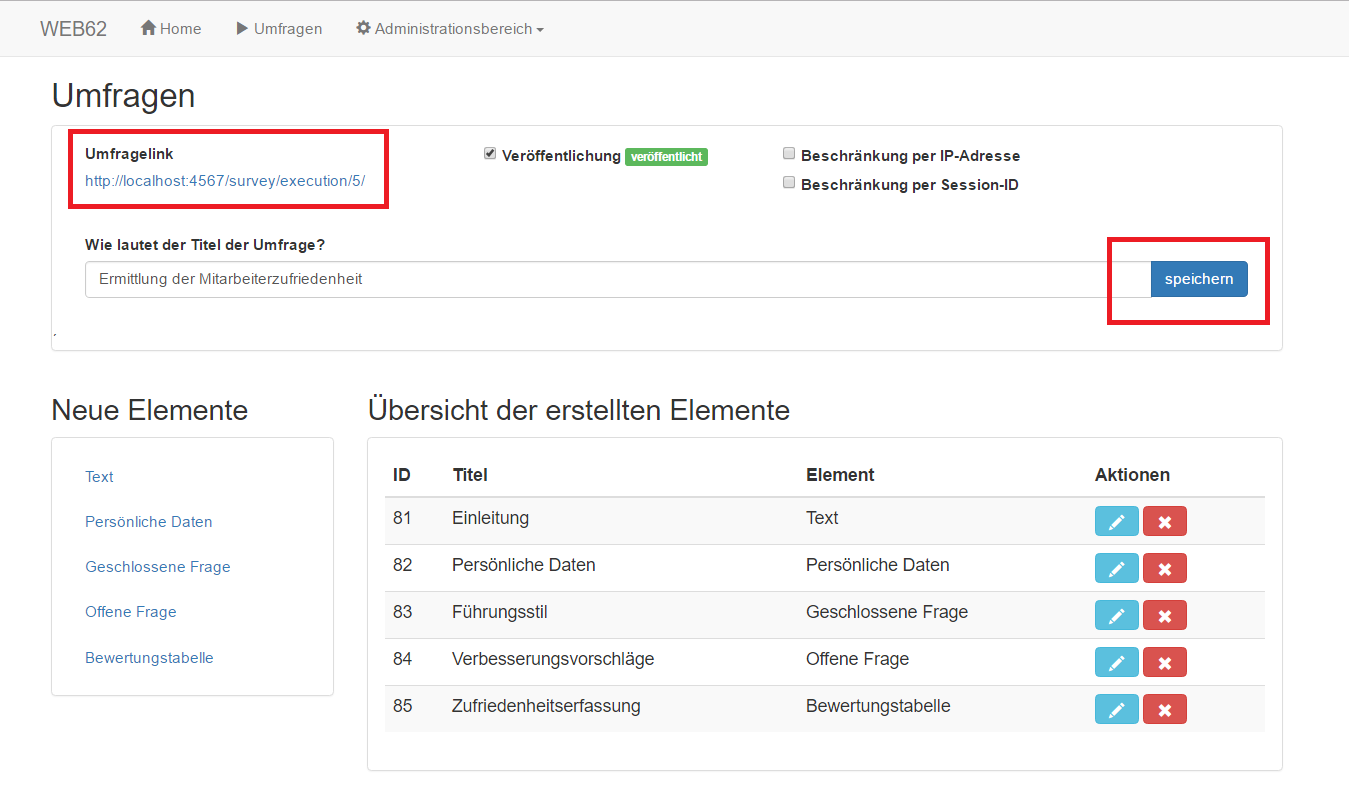 WEB62 Home Umfragen Administrationsbereich
Umfragen
Umfragelink
http://localhost:4567/survey/execution/5/
Veröffentlichung veröffentlicht
Beschränkung per IP-Adresse
Beschränkung per Session-ID
Wie lautet der Titel der Umfrage?
Ermittlung der Mitarbeiterzufriedenheit speichern
Neue Elemente
Text
Persönliche Daten
Geschlossene Frage
Offene Frage
Bewertungstabelle
Übersicht der erstellten Elemente
ID Titel Element Aktionen
81 Einleitung Text
82 Persönliche Daten Persönliche Daten
83 Führungsstil Geschlossene Frage
84 Verbesserungsvorschläge Offene Frage
85 Zufriedenheitserfassung Bewertungstabelle